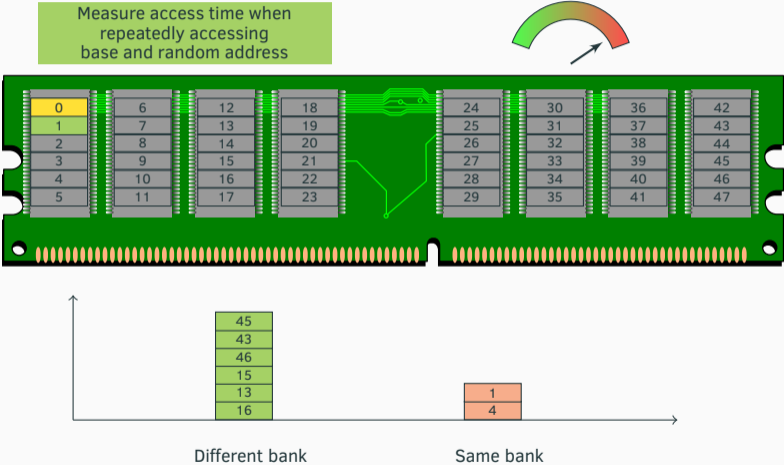 Measure access time when
repeatedly accessing
base and random address
0 6 12 18 24 30 36 42
1 7 13 19 25 31 37 43
2 8 14 20 26 32 38 44
3 9 15 21 27 33 39 45
4 10 16 22 28 34 40 46
5 11 17 23 29 35 41 47
45
43
46
15
13 1
16 4
Different bank Same bank